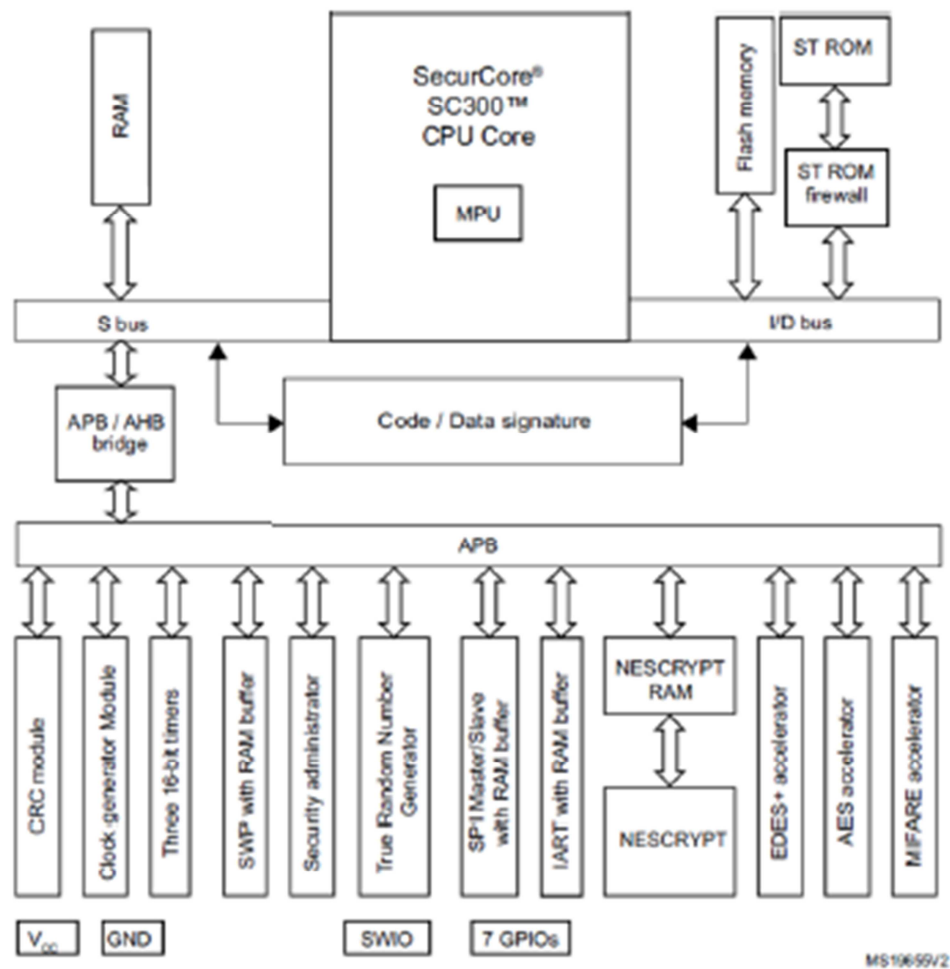 RAM
SecurCore®
SC300™
CPU Core
MPU
Flash memory
ST ROM
ST ROM
firewall
S bus
I/D bus
APB / AHB
bridge
Code / Data signature
APB
CRC module
Clock-generator Module
Three 16-bit timers
SWP with RAM buffer
Security administrator
True Random Number
Generator
SPI Master/Slave
with RAM buffer
IART with RAM buffer
NESCRYPT
RAM
NESCRYPT
EDES+ accelerator
AES accelerator
MIFARE accelerator
VCC
GND
SWIO
7 GPIOs
MS19655V2